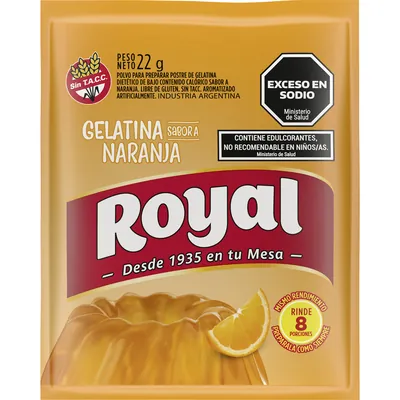 PESO
NETO 22 g
Sin T.A.C.C.
POLVO PARA PREPARAR POSTRE DE GELATINA
DIETÉTICO DE BAJO CONTENIDO CALÓRICO SABOR A
NARANJA, LIBRE DE GLUTEN, SIN TACC. AROMATIZADO
ARTIFICIALMENTE. INDUSTRIA ARGENTINA
EXCESO EN
SODIO
Ministerio
de Salud
CONTIENE EDULCORANTES,
NO RECOMENDABLE EN NIÑOS/AS.
Ministerio de Salud
GELATINA SABOR A
NARANJA
Royal
Desde 1935 en tu Mesa
MISMO RENDIMIENTO
RINDE
8
PORCIONES
PREPARALA COMO SIEMPRE